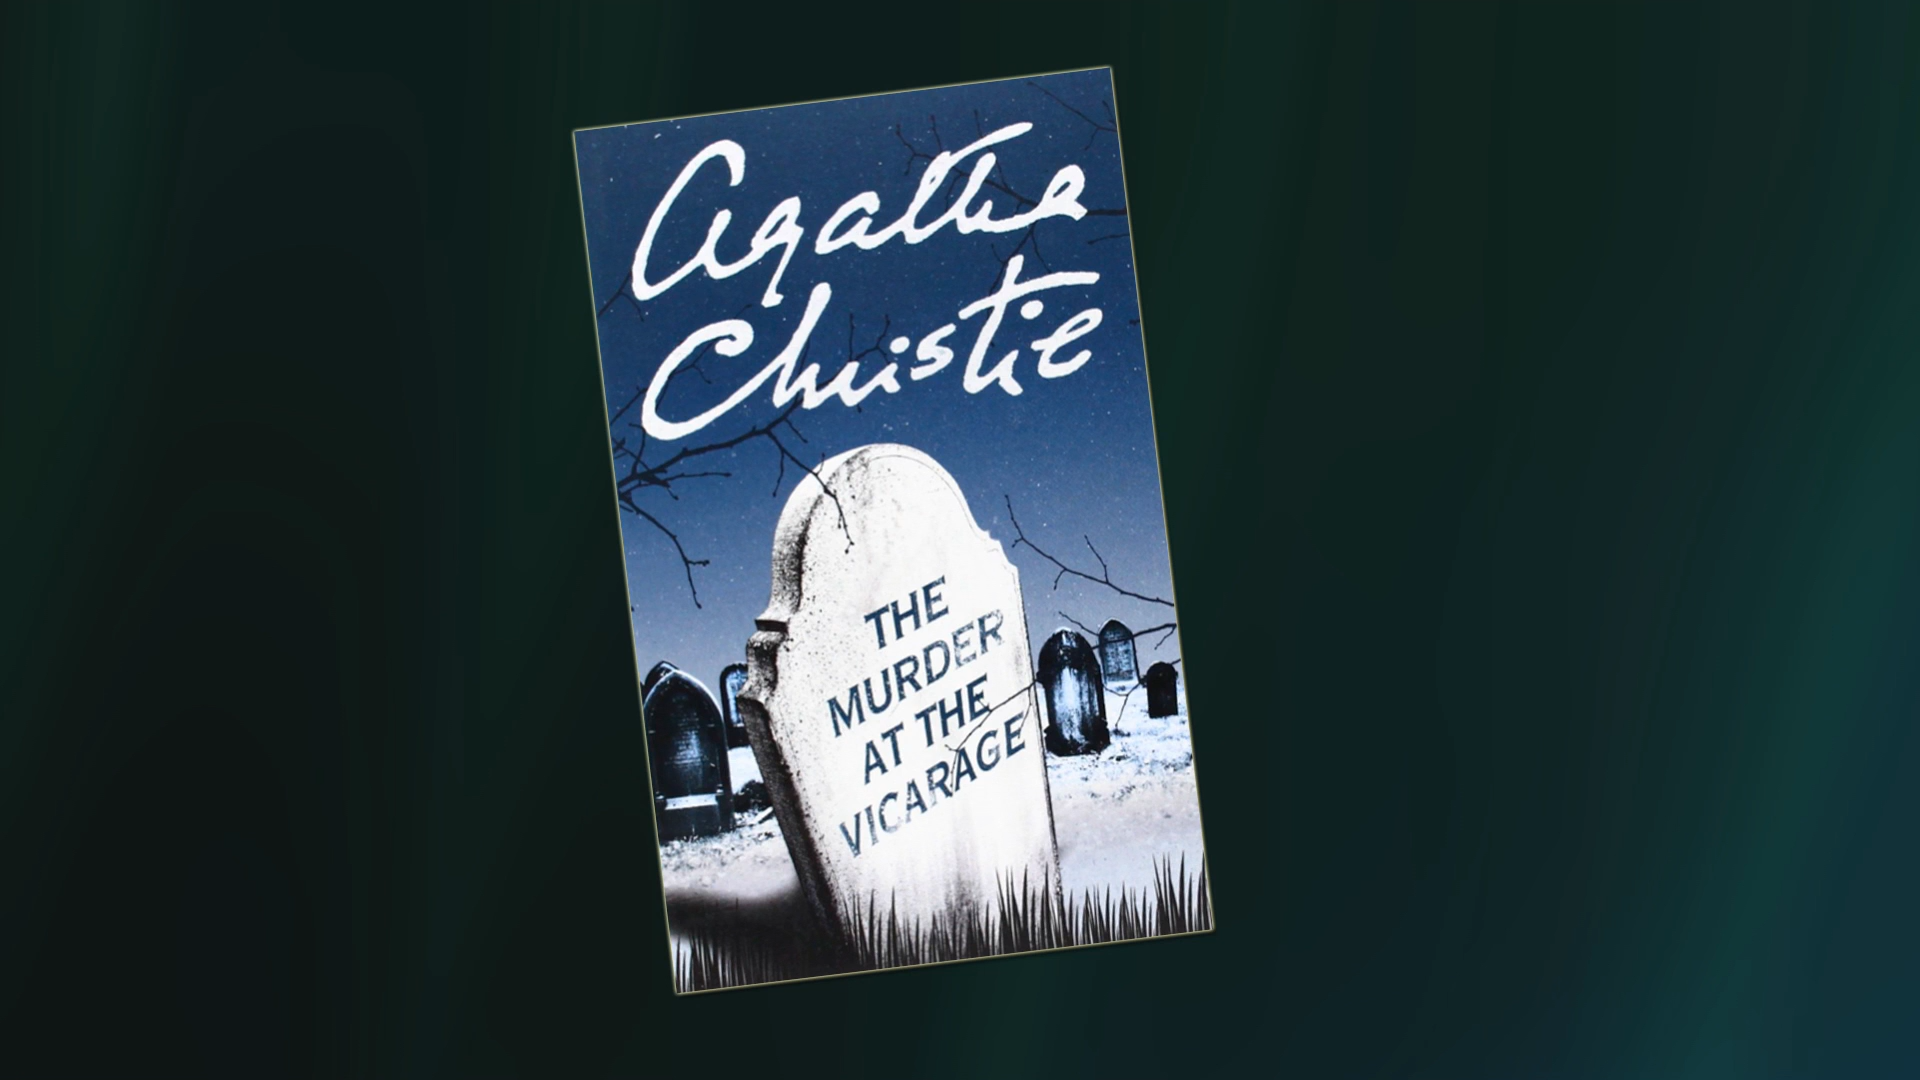 Agatha
Christie
THE
MURDER
AT THE
VICARAGE